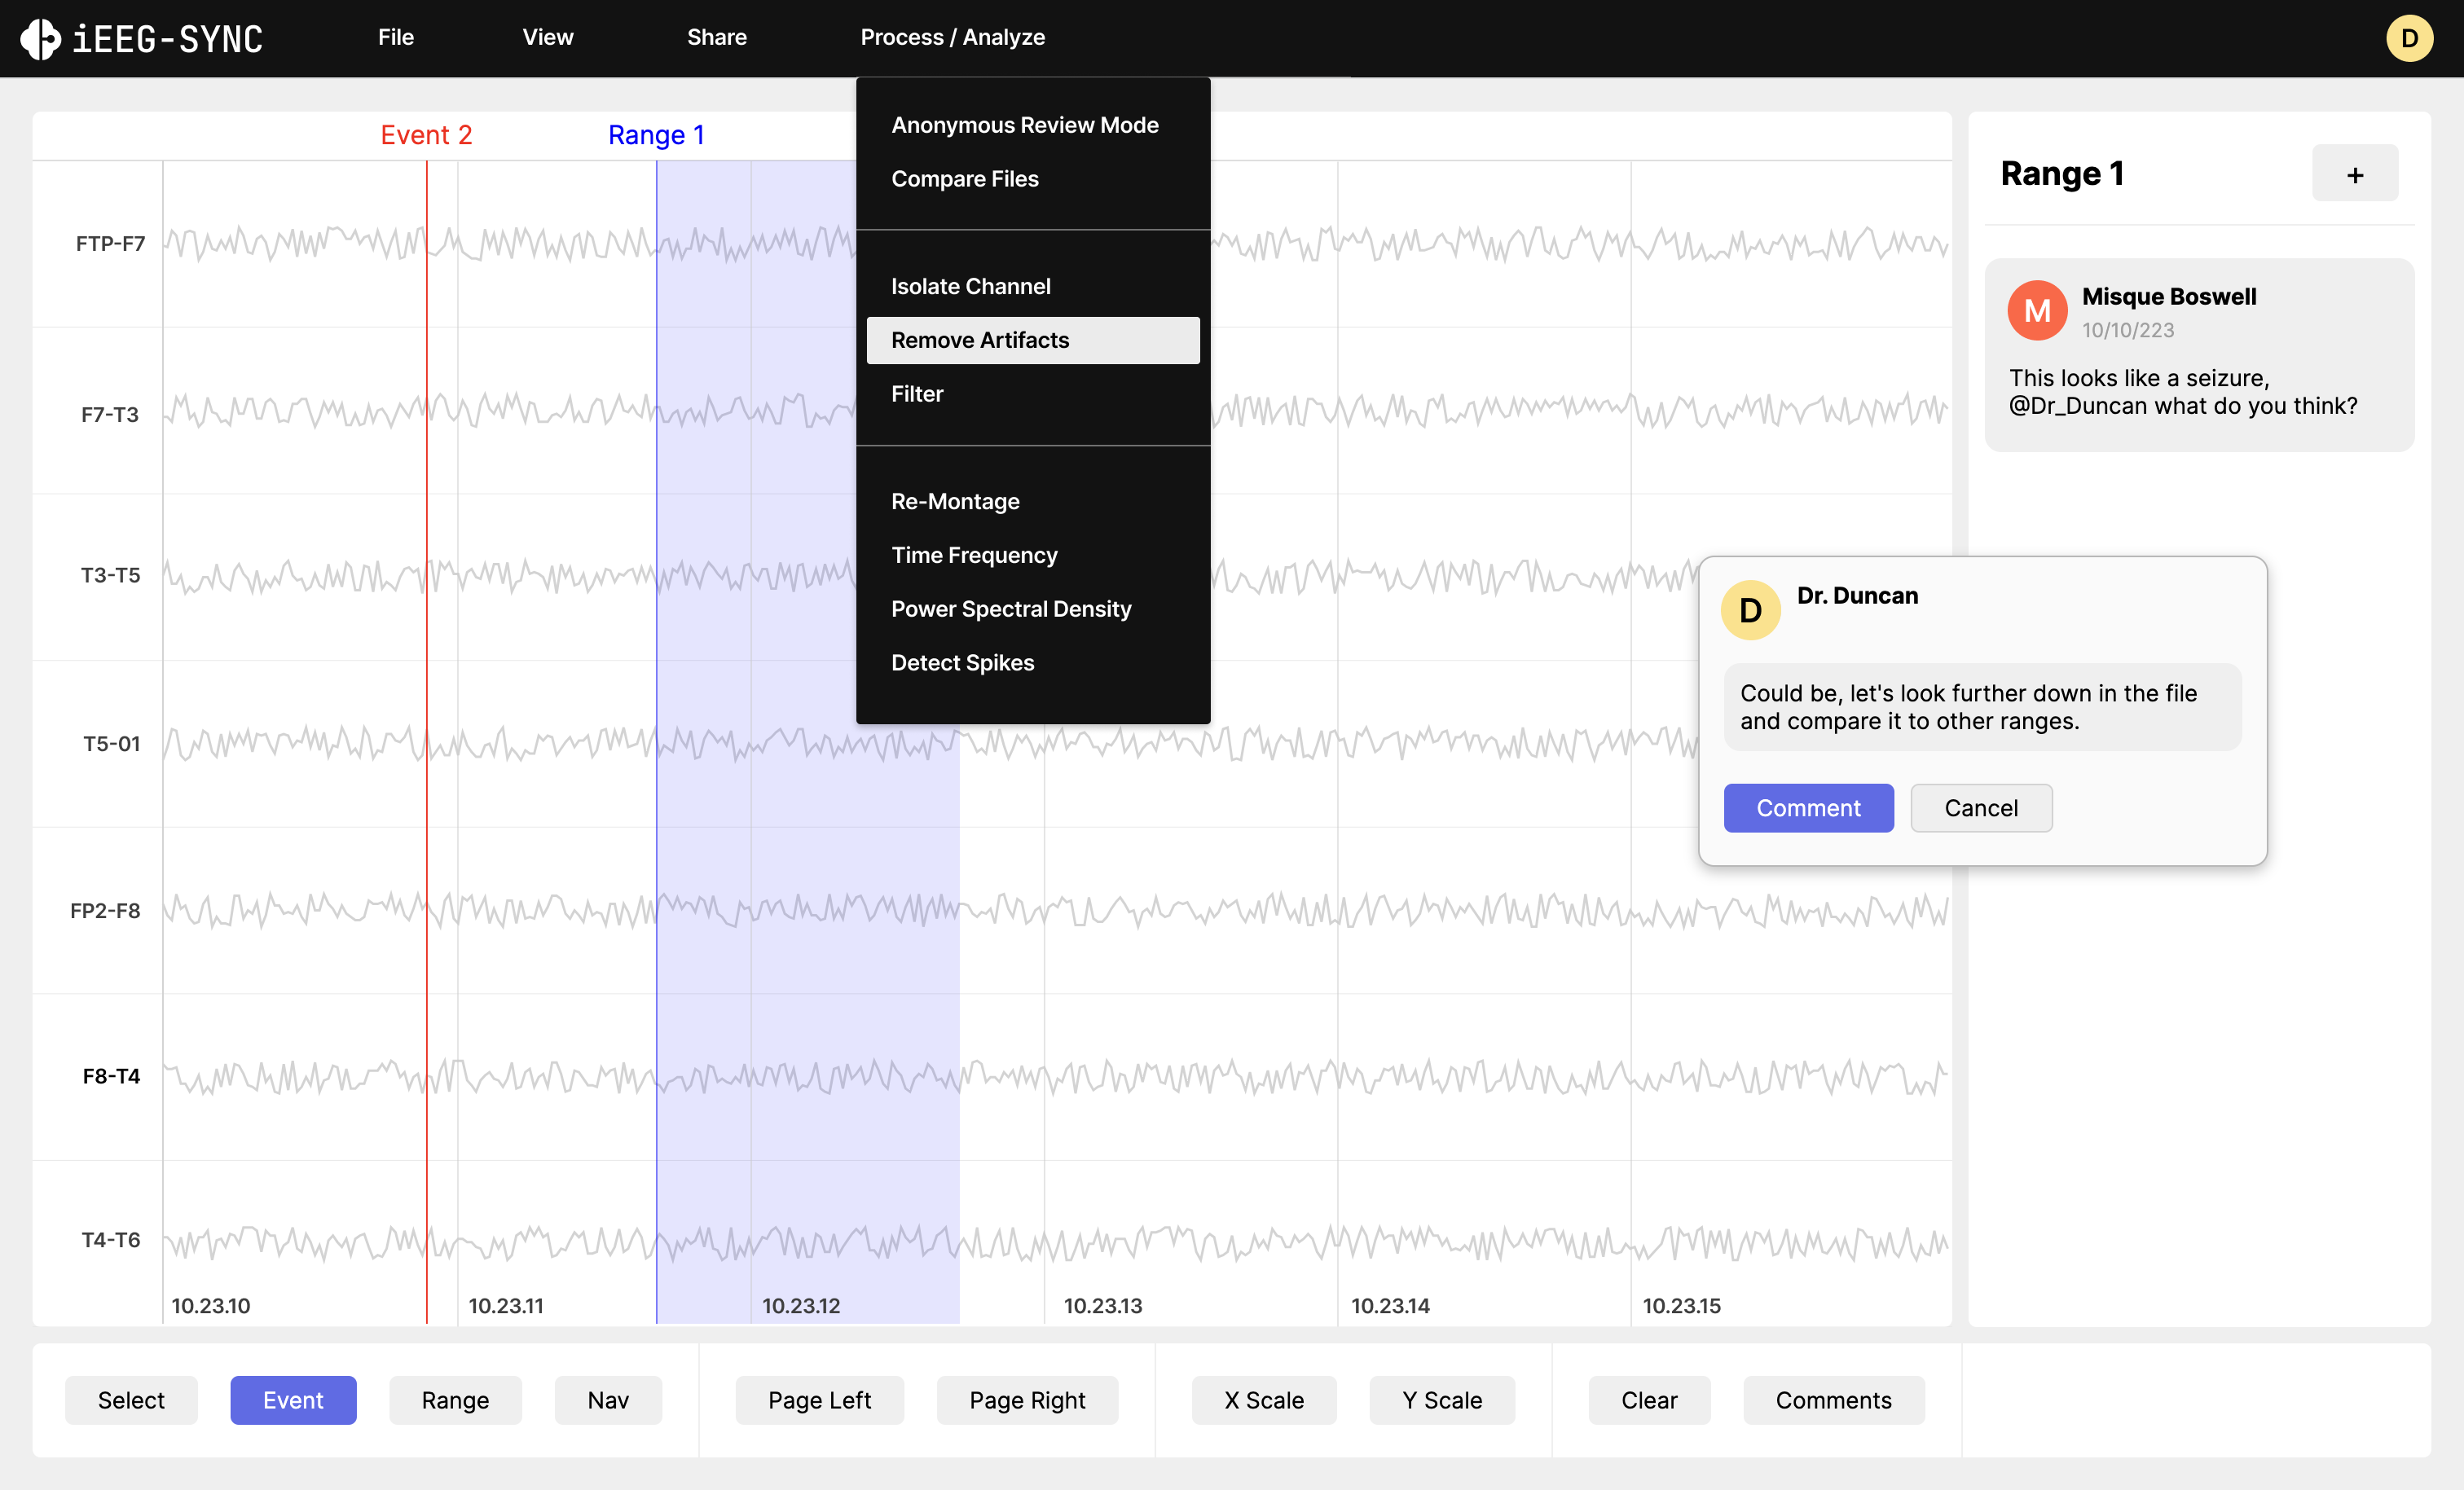 iEEG-SYNC
File
View
Share
Process / Analyze
D
Anonymous Review Mode
Compare Files
Isolate Channel
Remove Artifacts
Filter
Re-Montage
Time Frequency
Power Spectral Density
Detect Spikes
Event 2
Range 1
FTP-F7
F7-T3
T3-T5
T5-01
FP2-F8
F8-T4
T4-T6
10.23.10
10.23.11
10.23.12
10.23.13
10.23.14
10.23.15
Range 1
+
M
Misque Boswell
10/10/223
This looks like a seizure,
@Dr_Duncan what do you think?
D
Dr. Duncan
Could be, let's look further down in the file
and compare it to other ranges.
Comment
Cancel
Select
Event
Range
Nav
Page Left
Page Right
X Scale
Y Scale
Clear
Comments